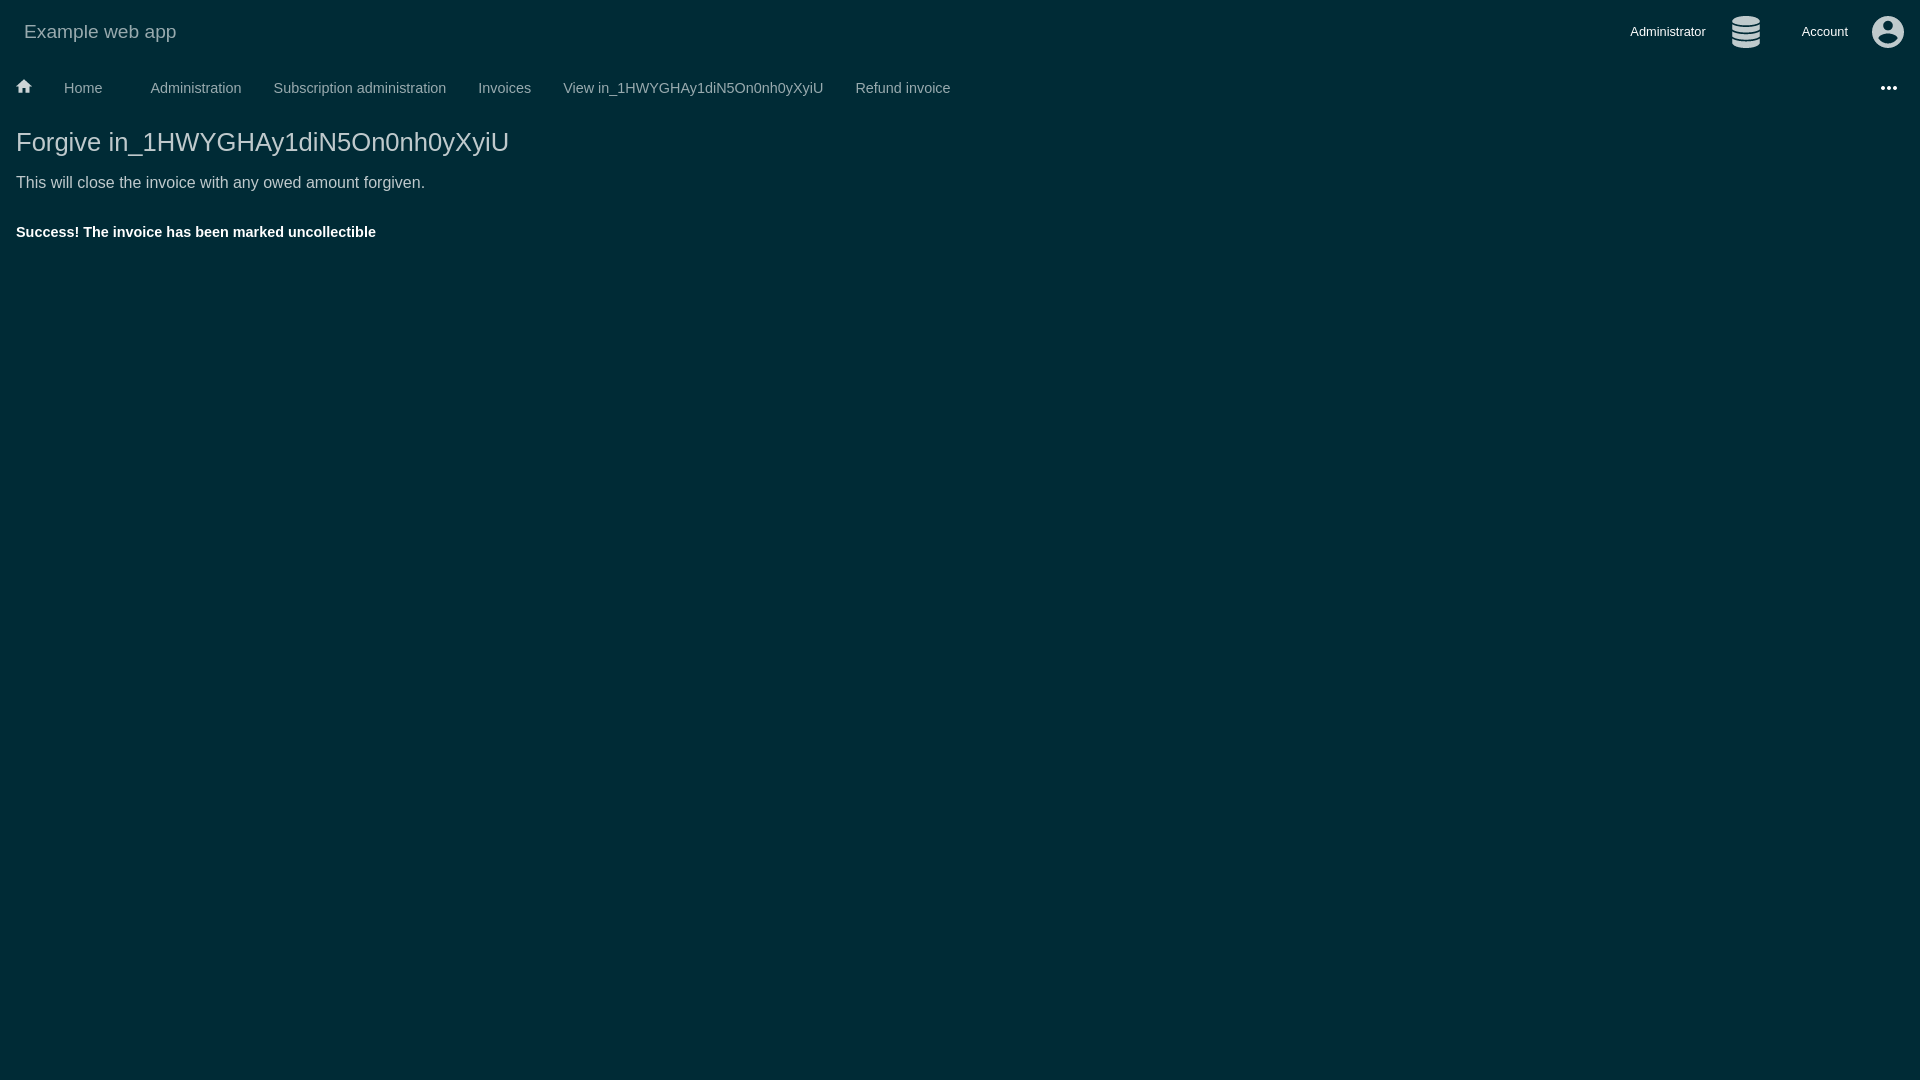 Example web app
Administrator
Account
Home
Administration
Subscription administration
Invoices
View in_1HWYGHAy1diN5On0nh0yXyiU
Refund invoice
Forgive in_1HWYGHAy1diN5On0nh0yXyiU
This will close the invoice with any owed amount forgiven.
Success! The invoice has been marked uncollectible